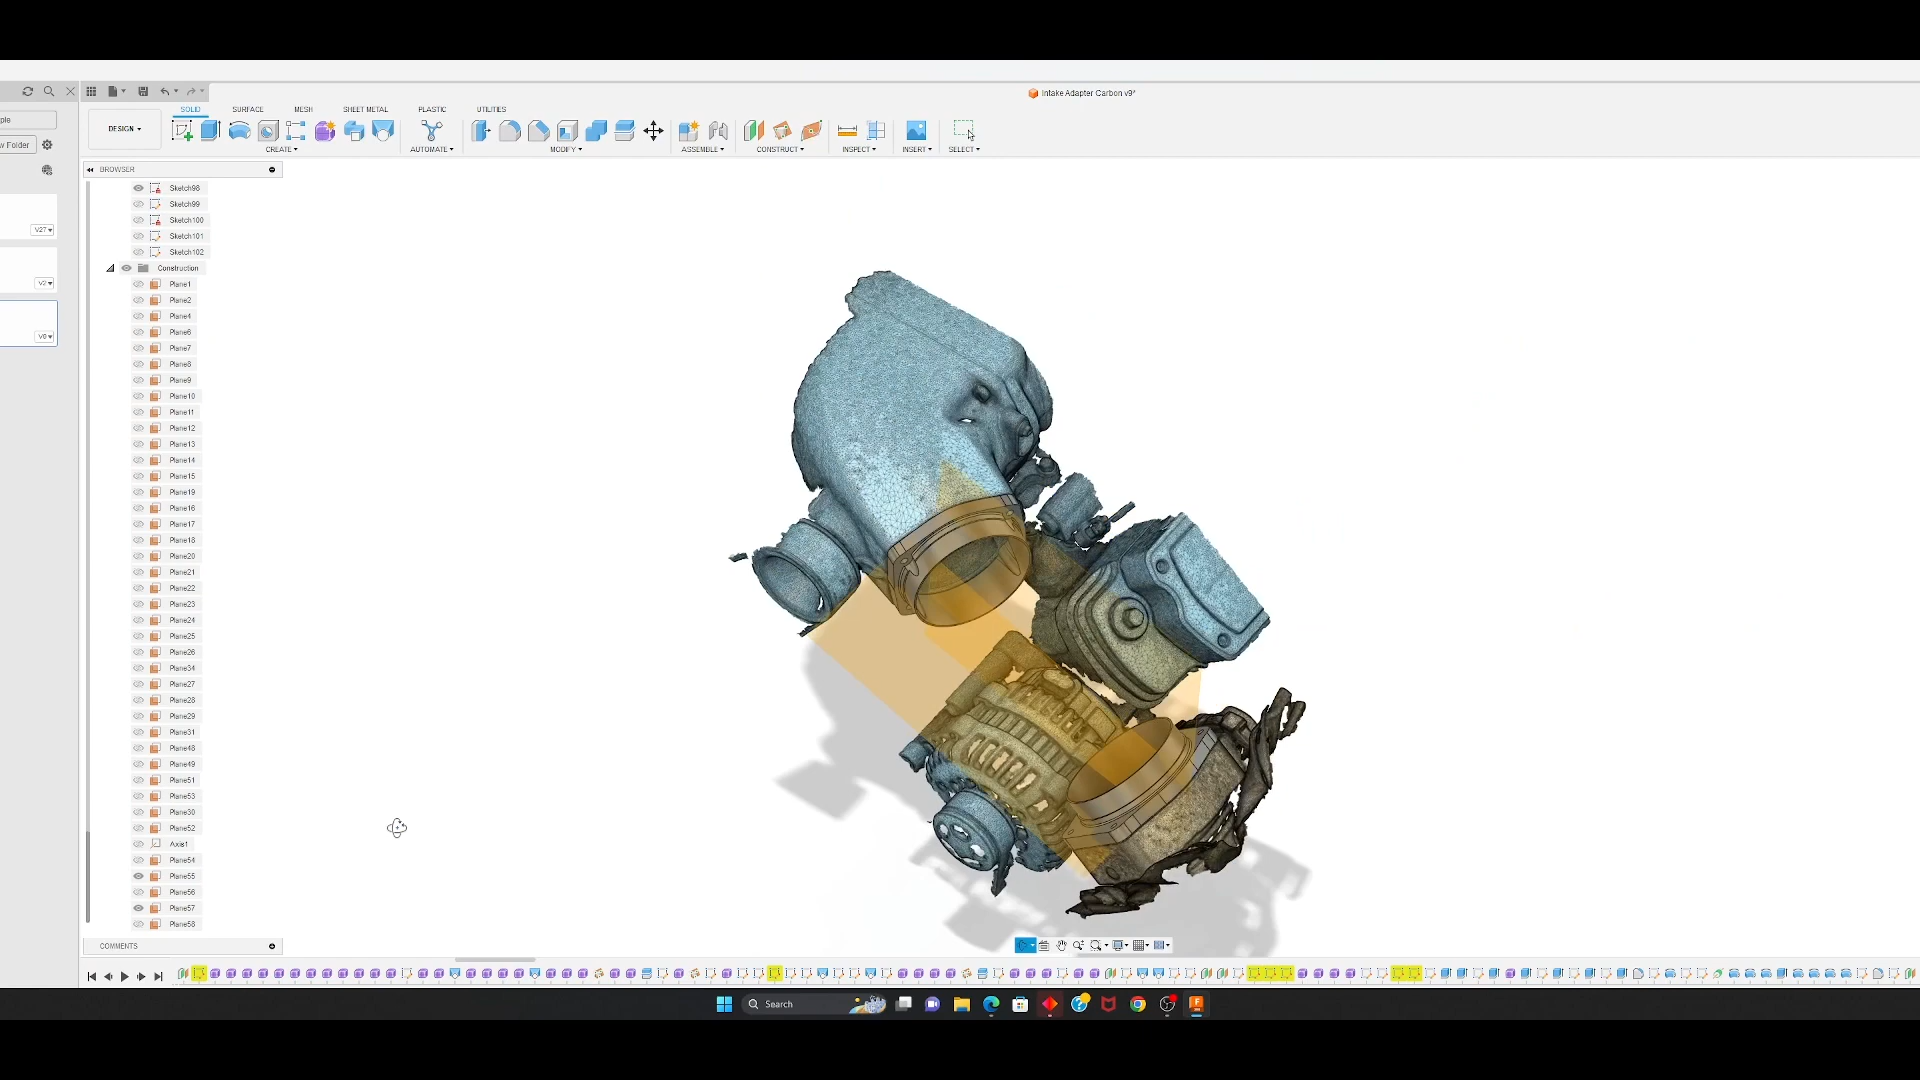 Intake Adapter Carbon v9*
SOLID
SURFACE
MESH
SHEET METAL
PLASTIC
UTILITIES
ple
DESIGN
w Folder
CREATE
AUTOMATE
MODIFY
ASSEMBLE
CONSTRUCT
INSPECT
INSERT
SELECT
BROWSER
V27
V2
V9
Sketch98
Sketch99
Sketch100
Sketch101
Sketch102
Construction
Plane1
Plane2
Plane4
Plane6
Plane7
Plane8
Plane9
Plane10
Plane11
Plane12
Plane13
Plane14
Plane15
Plane19
Plane16
Plane17
Plane18
Plane20
Plane21
Plane22
Plane23
Plane24
Plane25
Plane26
Plane34
Plane27
Plane28
Plane29
Plane31
Plane48
Plane49
Plane51
Plane53
Plane30
Plane52
Axis1
Plane54
Plane55
Plane56
Plane57
Plane58
COMMENTS
Search